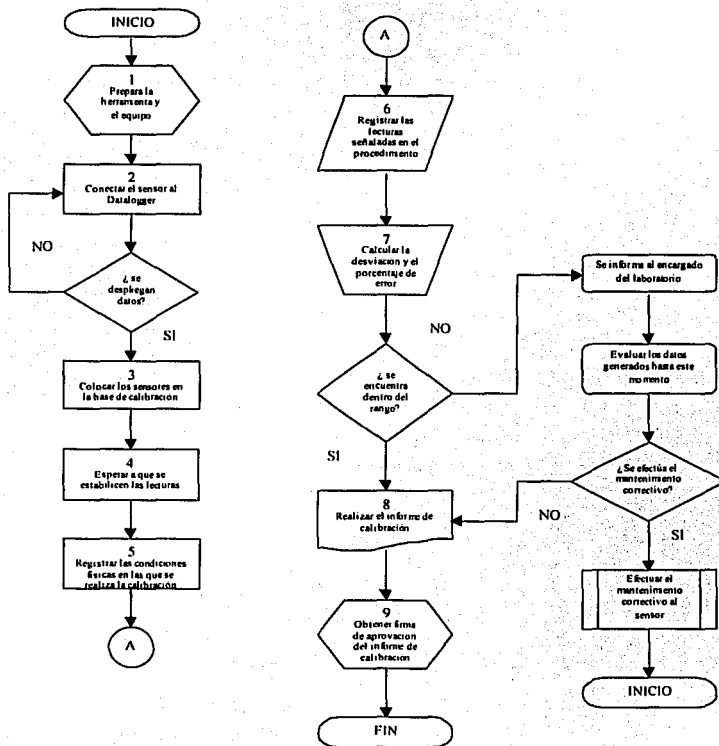 INICIO
1
Prepara la
herramenta y
el equipo
2
Conectar el sensor al
Datalogger
NO
¿ se
despliegan
datos?
SI
3
Colocar los sensores en
la base de calibración
4
Esperar a que se
estabilicen las lecturas
5
Registrar las condiciones
físicas en las que se
realiza la calibración
A
A
6
Registrar las
lecturas
señaladas en el
procedimento
7
Calcular la
desviación y el
porcentaje de
error
NO
¿ se
encuentra
dentro del
rango?
SI
8
Realizar el informe de
calibración
9
Obtener firma
de aprovación
del informe de
calibración
FIN
Se informa al encargado
del laboratorio
Evaluar los datos
generados hasta este
momento
¿Se efectúa el
mantenimiento
correctivo?
NO
SI
Efectuar el
mantenimiento
correctivo al
sensor
INICIO